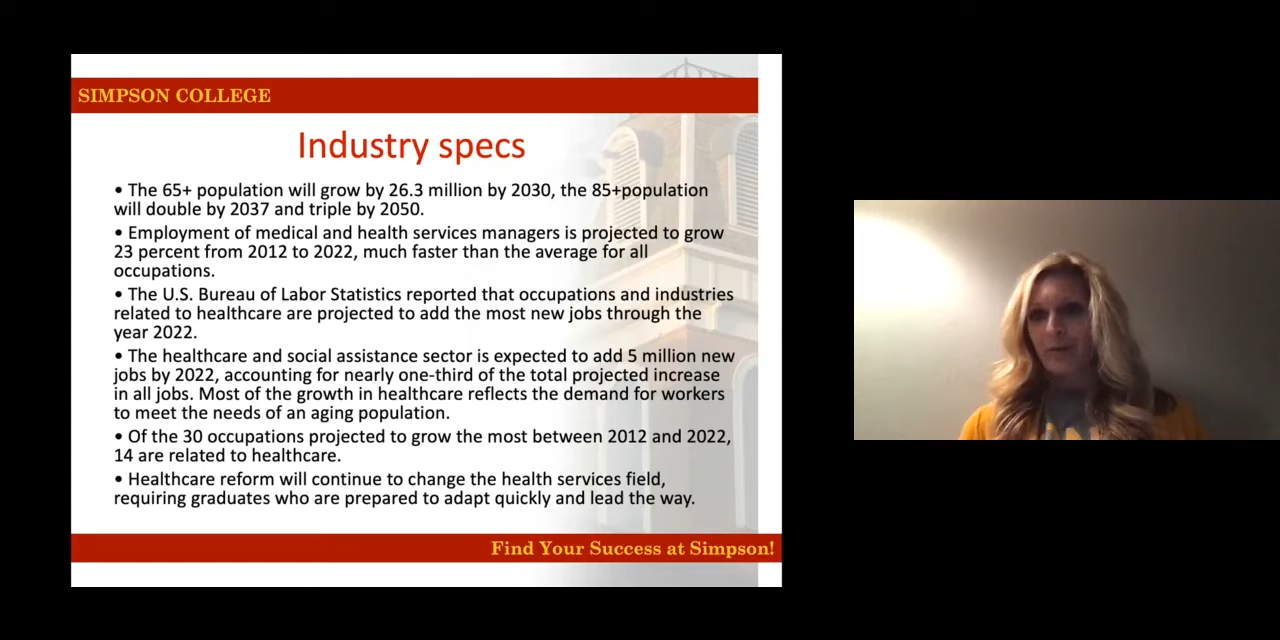 SIMPSON COLLEGE
Industry specs
• The 65+ population will grow by 26.3 million by 2030, the 85+population
will double by 2037 and triple by 2050.
• Employment of medical and health services managers is projected to grow
23 percent from 2012 to 2022, much faster than the average for all
occupations.
• The U.S. Bureau of Labor Statistics reported that occupations and industries
related to healthcare are projected to add the most new jobs through the
year 2022.
• The healthcare and social assistance sector is expected to add 5 million new
jobs by 2022, accounting for nearly one-third of the total projected increase
in all jobs. Most of the growth in healthcare reflects the demand for workers
to meet the needs of an aging population.
• Of the 30 occupations projected to grow the most between 2012 and 2022,
14 are related to healthcare.
• Healthcare reform will continue to change the health services field,
requiring graduates who are prepared to adapt quickly and lead the way.
Find Your Success at Simpson!